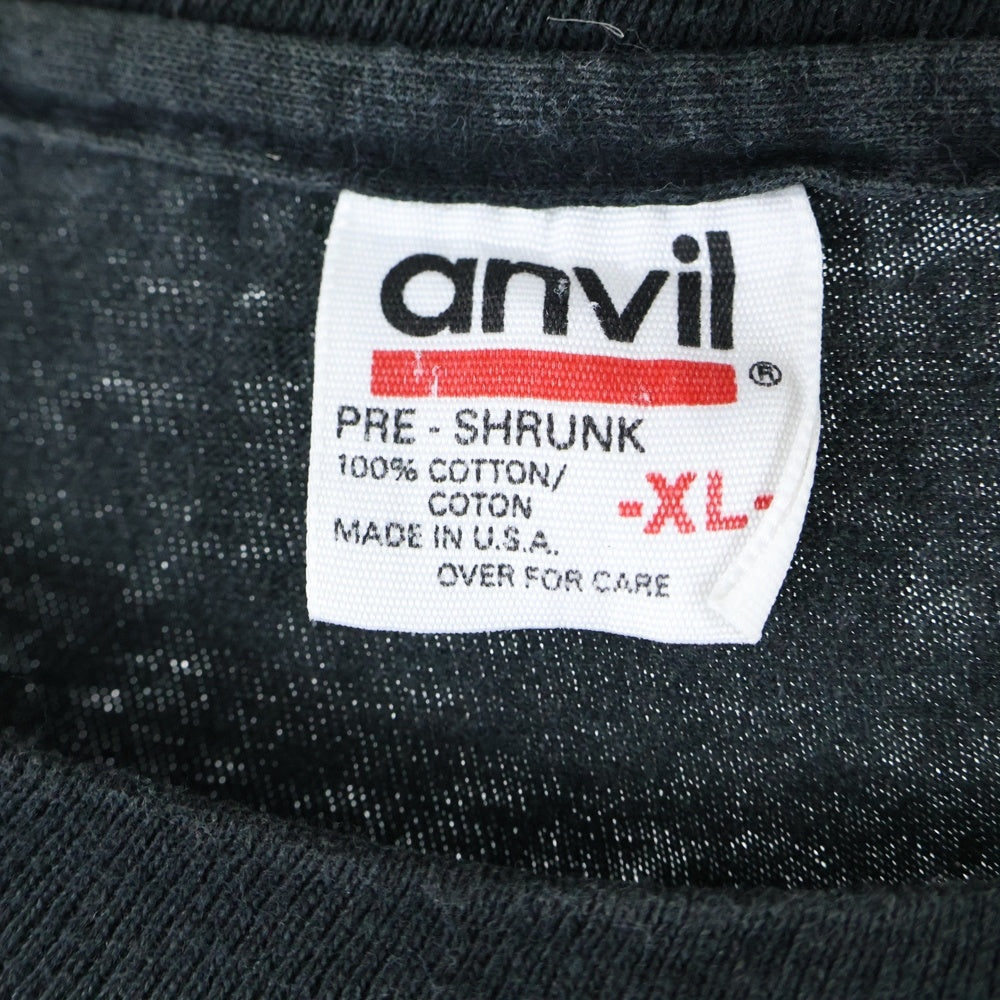 anvil
®
PRE - SHRUNK
100% COTTON/
COTON
-XL-
MADE IN U.S.A.
OVER FOR CARE